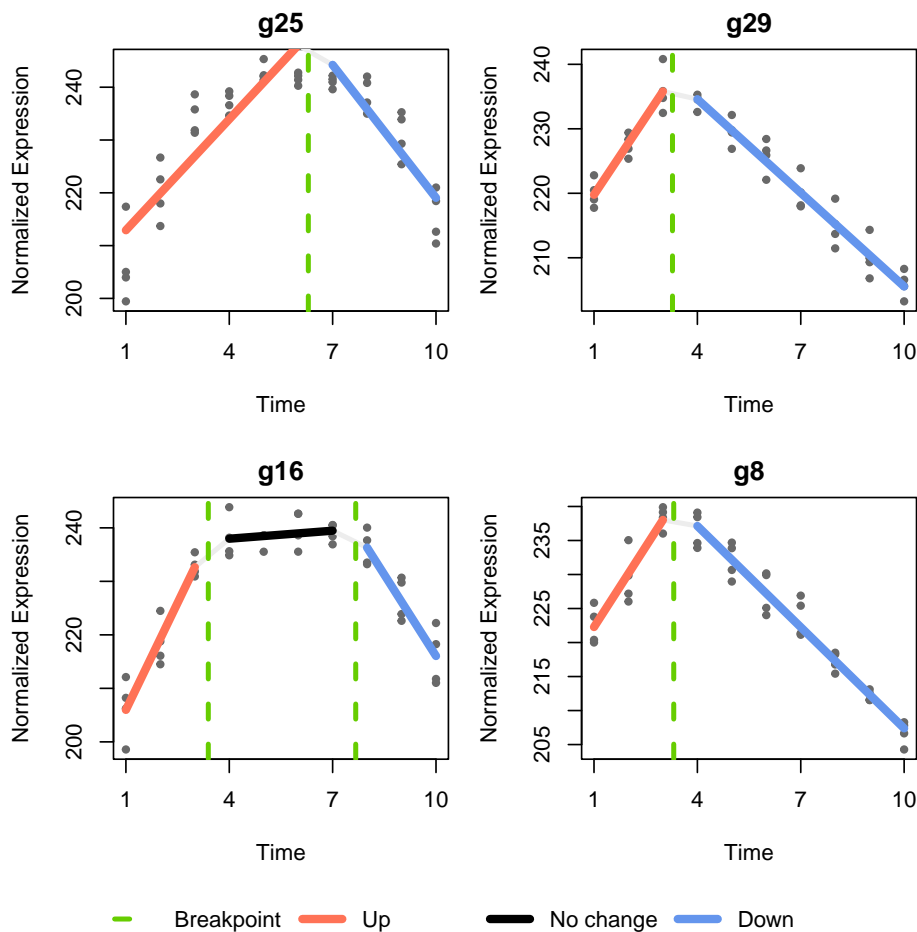 g25
Normalized Expression
200
220
240
1 4 7 10
Time
g29
Normalized Expression
210
220
230
240
1 4 7 10
Time
g16
Normalized Expression
200
220
240
1 4 7 10
Time
g8
Normalized Expression
205
215
225
235
1 4 7 10
Time
Breakpoint Up No change Down